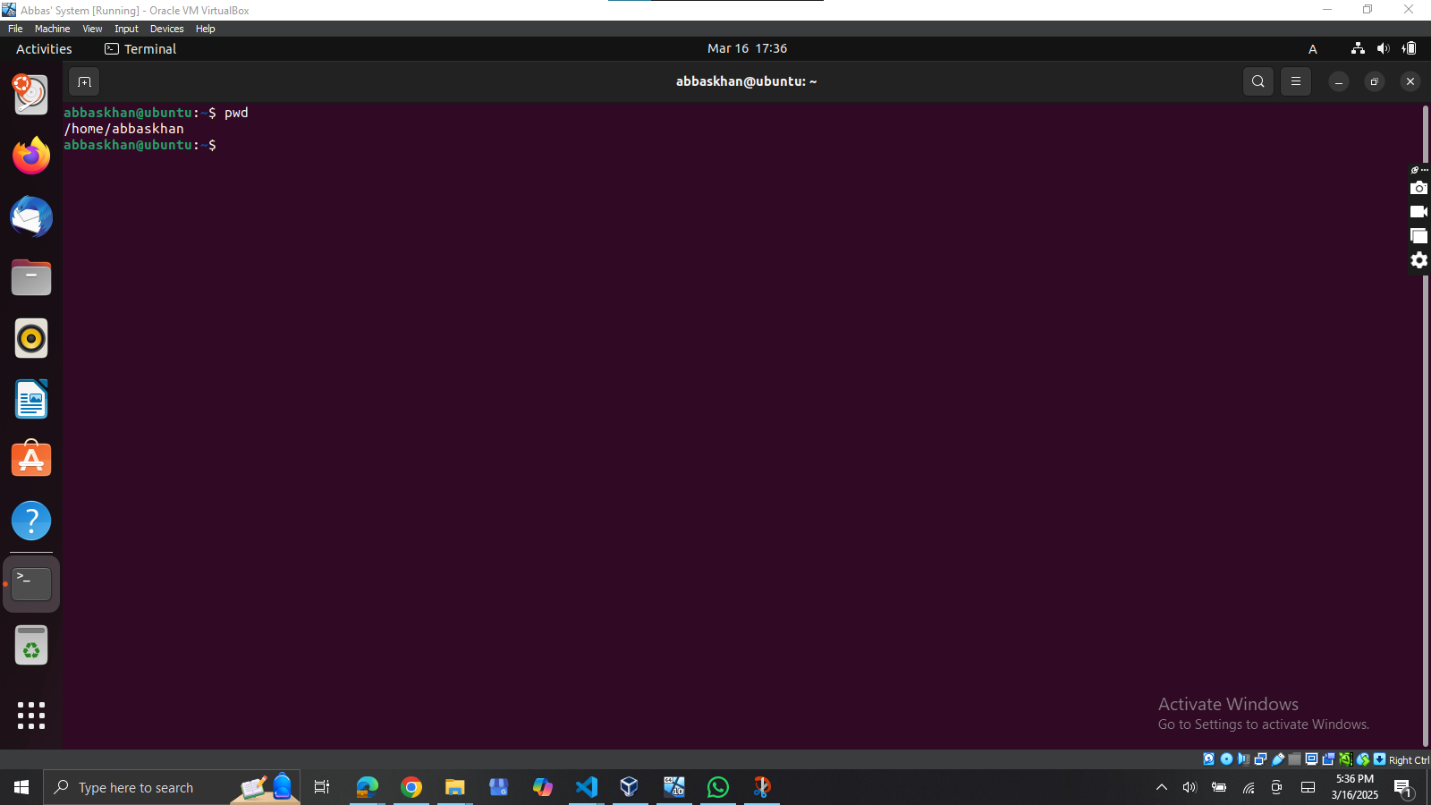 Abbas' System [Running] - Oracle VM VirtualBox
File Machine View Input Devices Help
Activities Terminal Mar 16 17:36 A
abbaskhan@ubuntu: ~
abbaskhan@ubuntu:~$ pwd
/home/abbaskhan
abbaskhan@ubuntu:~$
Activate Windows
Go to Settings to activate Windows.
Right Ctrl
Type here to search
5:36 PM
3/16/2025
1